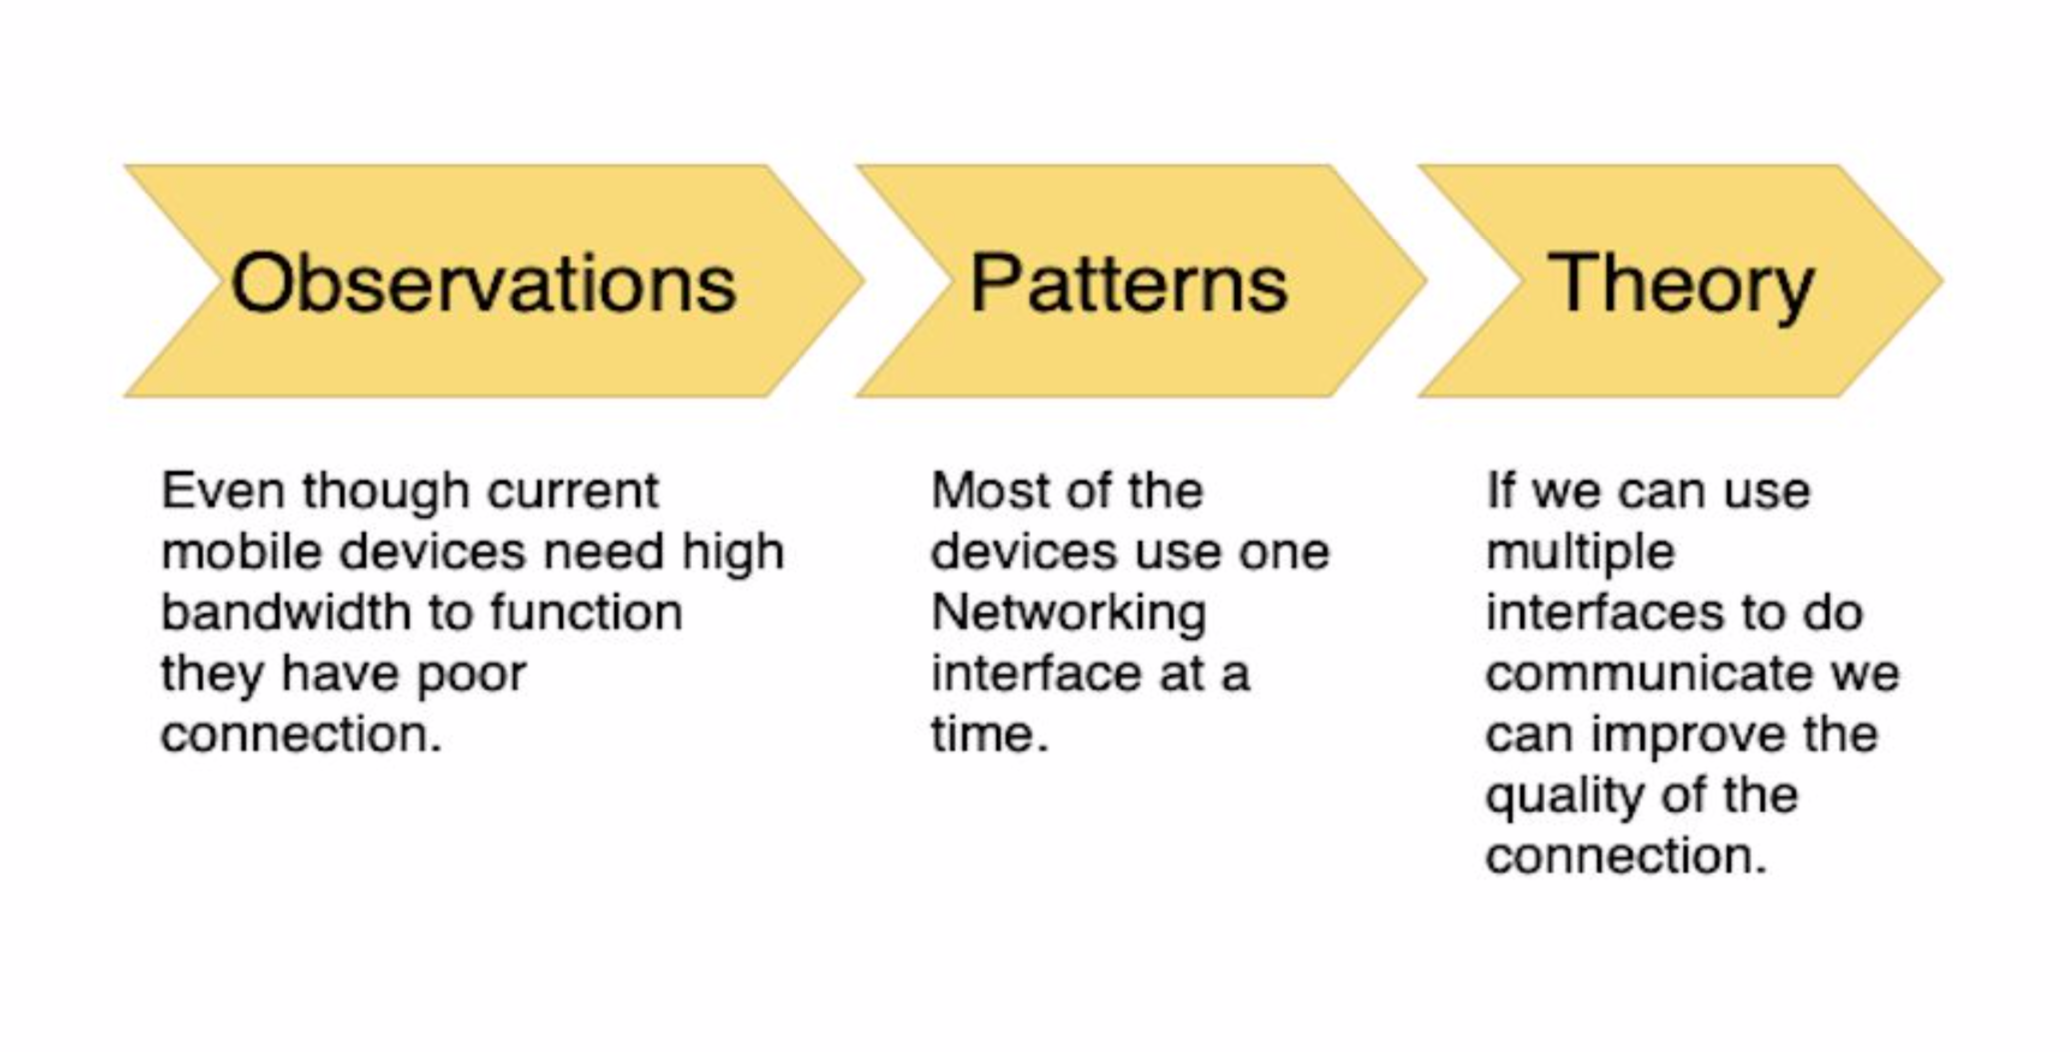 Observations
Patterns
Theory
Even though current
mobile devices need high
bandwidth to function
they have poor
connection.
Most of the
devices use one
Networking
interface at a
time.
If we can use
multiple
interfaces to do
communicate we
can improve the
quality of the
connection.